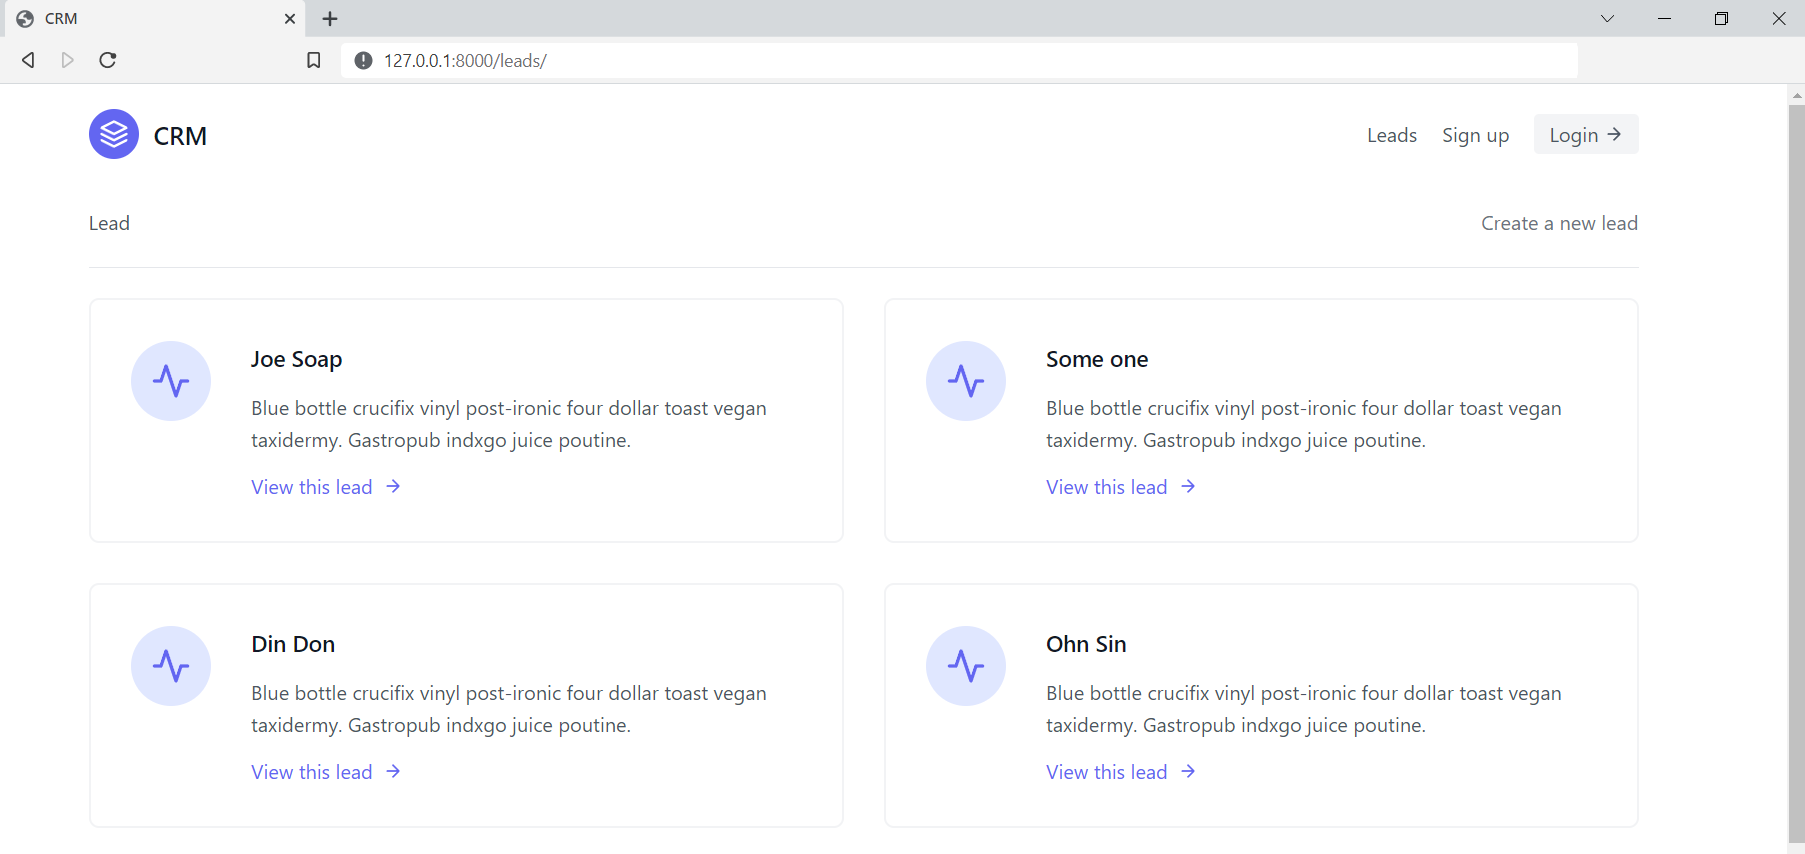 CRM
127.0.0.1:8000/leads/
CRM
Leads Sign up Login →
Lead
Create a new lead
Joe Soap
Blue bottle crucifix vinyl post-ironic four dollar toast vegan
taxidermy. Gastropub indxgo juice poutine.
View this lead →
Some one
Blue bottle crucifix vinyl post-ironic four dollar toast vegan
taxidermy. Gastropub indxgo juice poutine.
View this lead →
Din Don
Blue bottle crucifix vinyl post-ironic four dollar toast vegan
taxidermy. Gastropub indxgo juice poutine.
View this lead →
Ohn Sin
Blue bottle crucifix vinyl post-ironic four dollar toast vegan
taxidermy. Gastropub indxgo juice poutine.
View this lead →